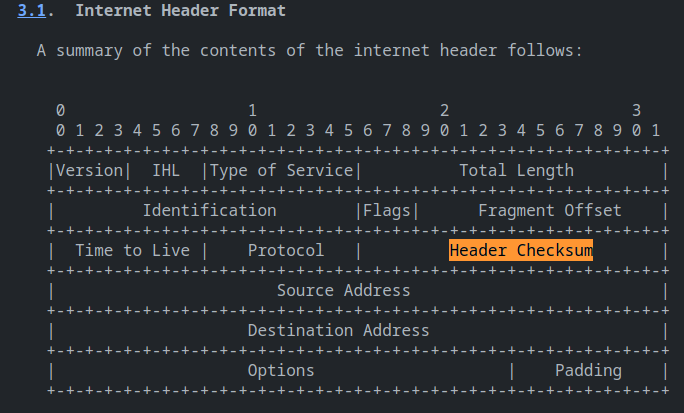 3.1.  Internet Header Format
A summary of the contents of the internet header follows:
 0                   1                   2                   3
 0 1 2 3 4 5 6 7 8 9 0 1 2 3 4 5 6 7 8 9 0 1 2 3 4 5 6 7 8 9 0 1
+-+-+-+-+-+-+-+-+-+-+-+-+-+-+-+-+-+-+-+-+-+-+-+-+-+-+-+-+-+-+-+-+
|Version|  IHL  |Type of Service|          Total Length         |
+-+-+-+-+-+-+-+-+-+-+-+-+-+-+-+-+-+-+-+-+-+-+-+-+-+-+-+-+-+-+-+-+
|         Identification        |Flags|      Fragment Offset    |
+-+-+-+-+-+-+-+-+-+-+-+-+-+-+-+-+-+-+-+-+-+-+-+-+-+-+-+-+-+-+-+-+
|  Time to Live |    Protocol   |         Header Checksum       |
+-+-+-+-+-+-+-+-+-+-+-+-+-+-+-+-+-+-+-+-+-+-+-+-+-+-+-+-+-+-+-+-+
|                       Source Address                          |
+-+-+-+-+-+-+-+-+-+-+-+-+-+-+-+-+-+-+-+-+-+-+-+-+-+-+-+-+-+-+-+-+
|                    Destination Address                        |
+-+-+-+-+-+-+-+-+-+-+-+-+-+-+-+-+-+-+-+-+-+-+-+-+-+-+-+-+-+-+-+-+
|                    Options                    |    Padding    |
+-+-+-+-+-+-+-+-+-+-+-+-+-+-+-+-+-+-+-+-+-+-+-+-+-+-+-+-+-+-+-+-+